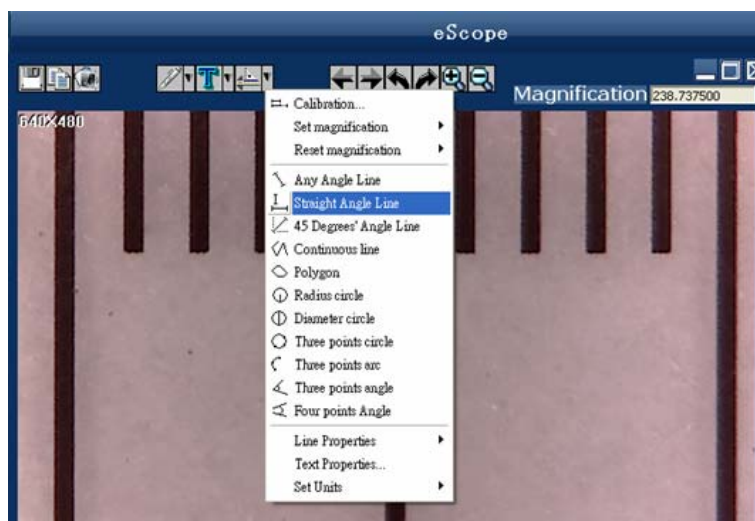 eScope
Magnification 238.737500
640X480
Calibration...
Set magnification
Reset magnification
Any Angle Line
Straight Angle Line
45 Degrees' Angle Line
Continuous line
Polygon
Radius circle
Diameter circle
Three points circle
Three points arc
Three points angle
Four points Angle
Line Properties
Text Properties...
Set Units